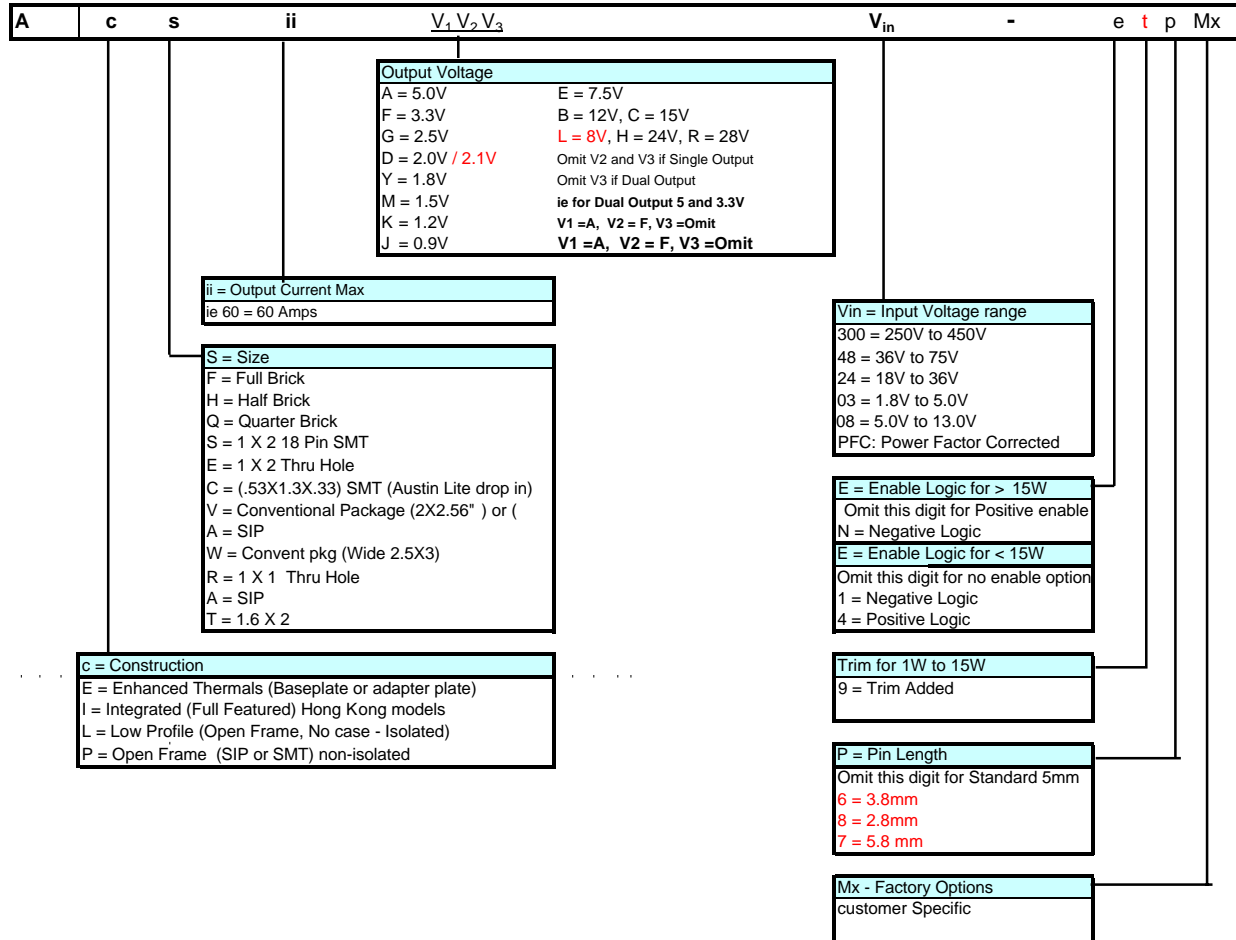 A c s ii V1 V2 V3 Vin - e t p Mx
Output Voltage
A = 5.0V E = 7.5V
F = 3.3V B = 12V, C = 15V
G = 2.5V L = 8V, H = 24V, R = 28V
D = 2.0V / 2.1V Omit V2 and V3 if Single Output
Y = 1.8V Omit V3 if Dual Output
M = 1.5V ie for Dual Output 5 and 3.3V
K = 1.2V V1 =A, V2 = F, V3 =Omit
J = 0.9V V1 =A, V2 = F, V3 =Omit
ii = Output Current Max
ie 60 = 60 Amps
S = Size
F = Full Brick
H = Half Brick
Q = Quarter Brick
S = 1 X 2 18 Pin SMT
E = 1 X 2 Thru Hole
C = (.53X1.3X.33) SMT (Austin Lite drop in)
V = Conventional Package (2X2.56" ) or (
A = SIP
W = Convent pkg (Wide 2.5X3)
R = 1 X 1 Thru Hole
A = SIP
T = 1.6 X 2
c = Construction
E = Enhanced Thermals (Baseplate or adapter plate)
I = Integrated (Full Featured) Hong Kong models
L = Low Profile (Open Frame, No case - Isolated)
P = Open Frame (SIP or SMT) non-isolated
Vin = Input Voltage range
300 = 250V to 450V
48 = 36V to 75V
24 = 18V to 36V
03 = 1.8V to 5.0V
08 = 5.0V to 13.0V
PFC: Power Factor Corrected
E = Enable Logic for > 15W
Omit this digit for Positive enable
N = Negative Logic
E = Enable Logic for < 15W
Omit this digit for no enable option
1 = Negative Logic
4 = Positive Logic
Trim for 1W to 15W
9 = Trim Added
P = Pin Length
Omit this digit for Standard 5mm
6 = 3.8mm
8 = 2.8mm
7 = 5.8 mm
Mx - Factory Options
customer Specific